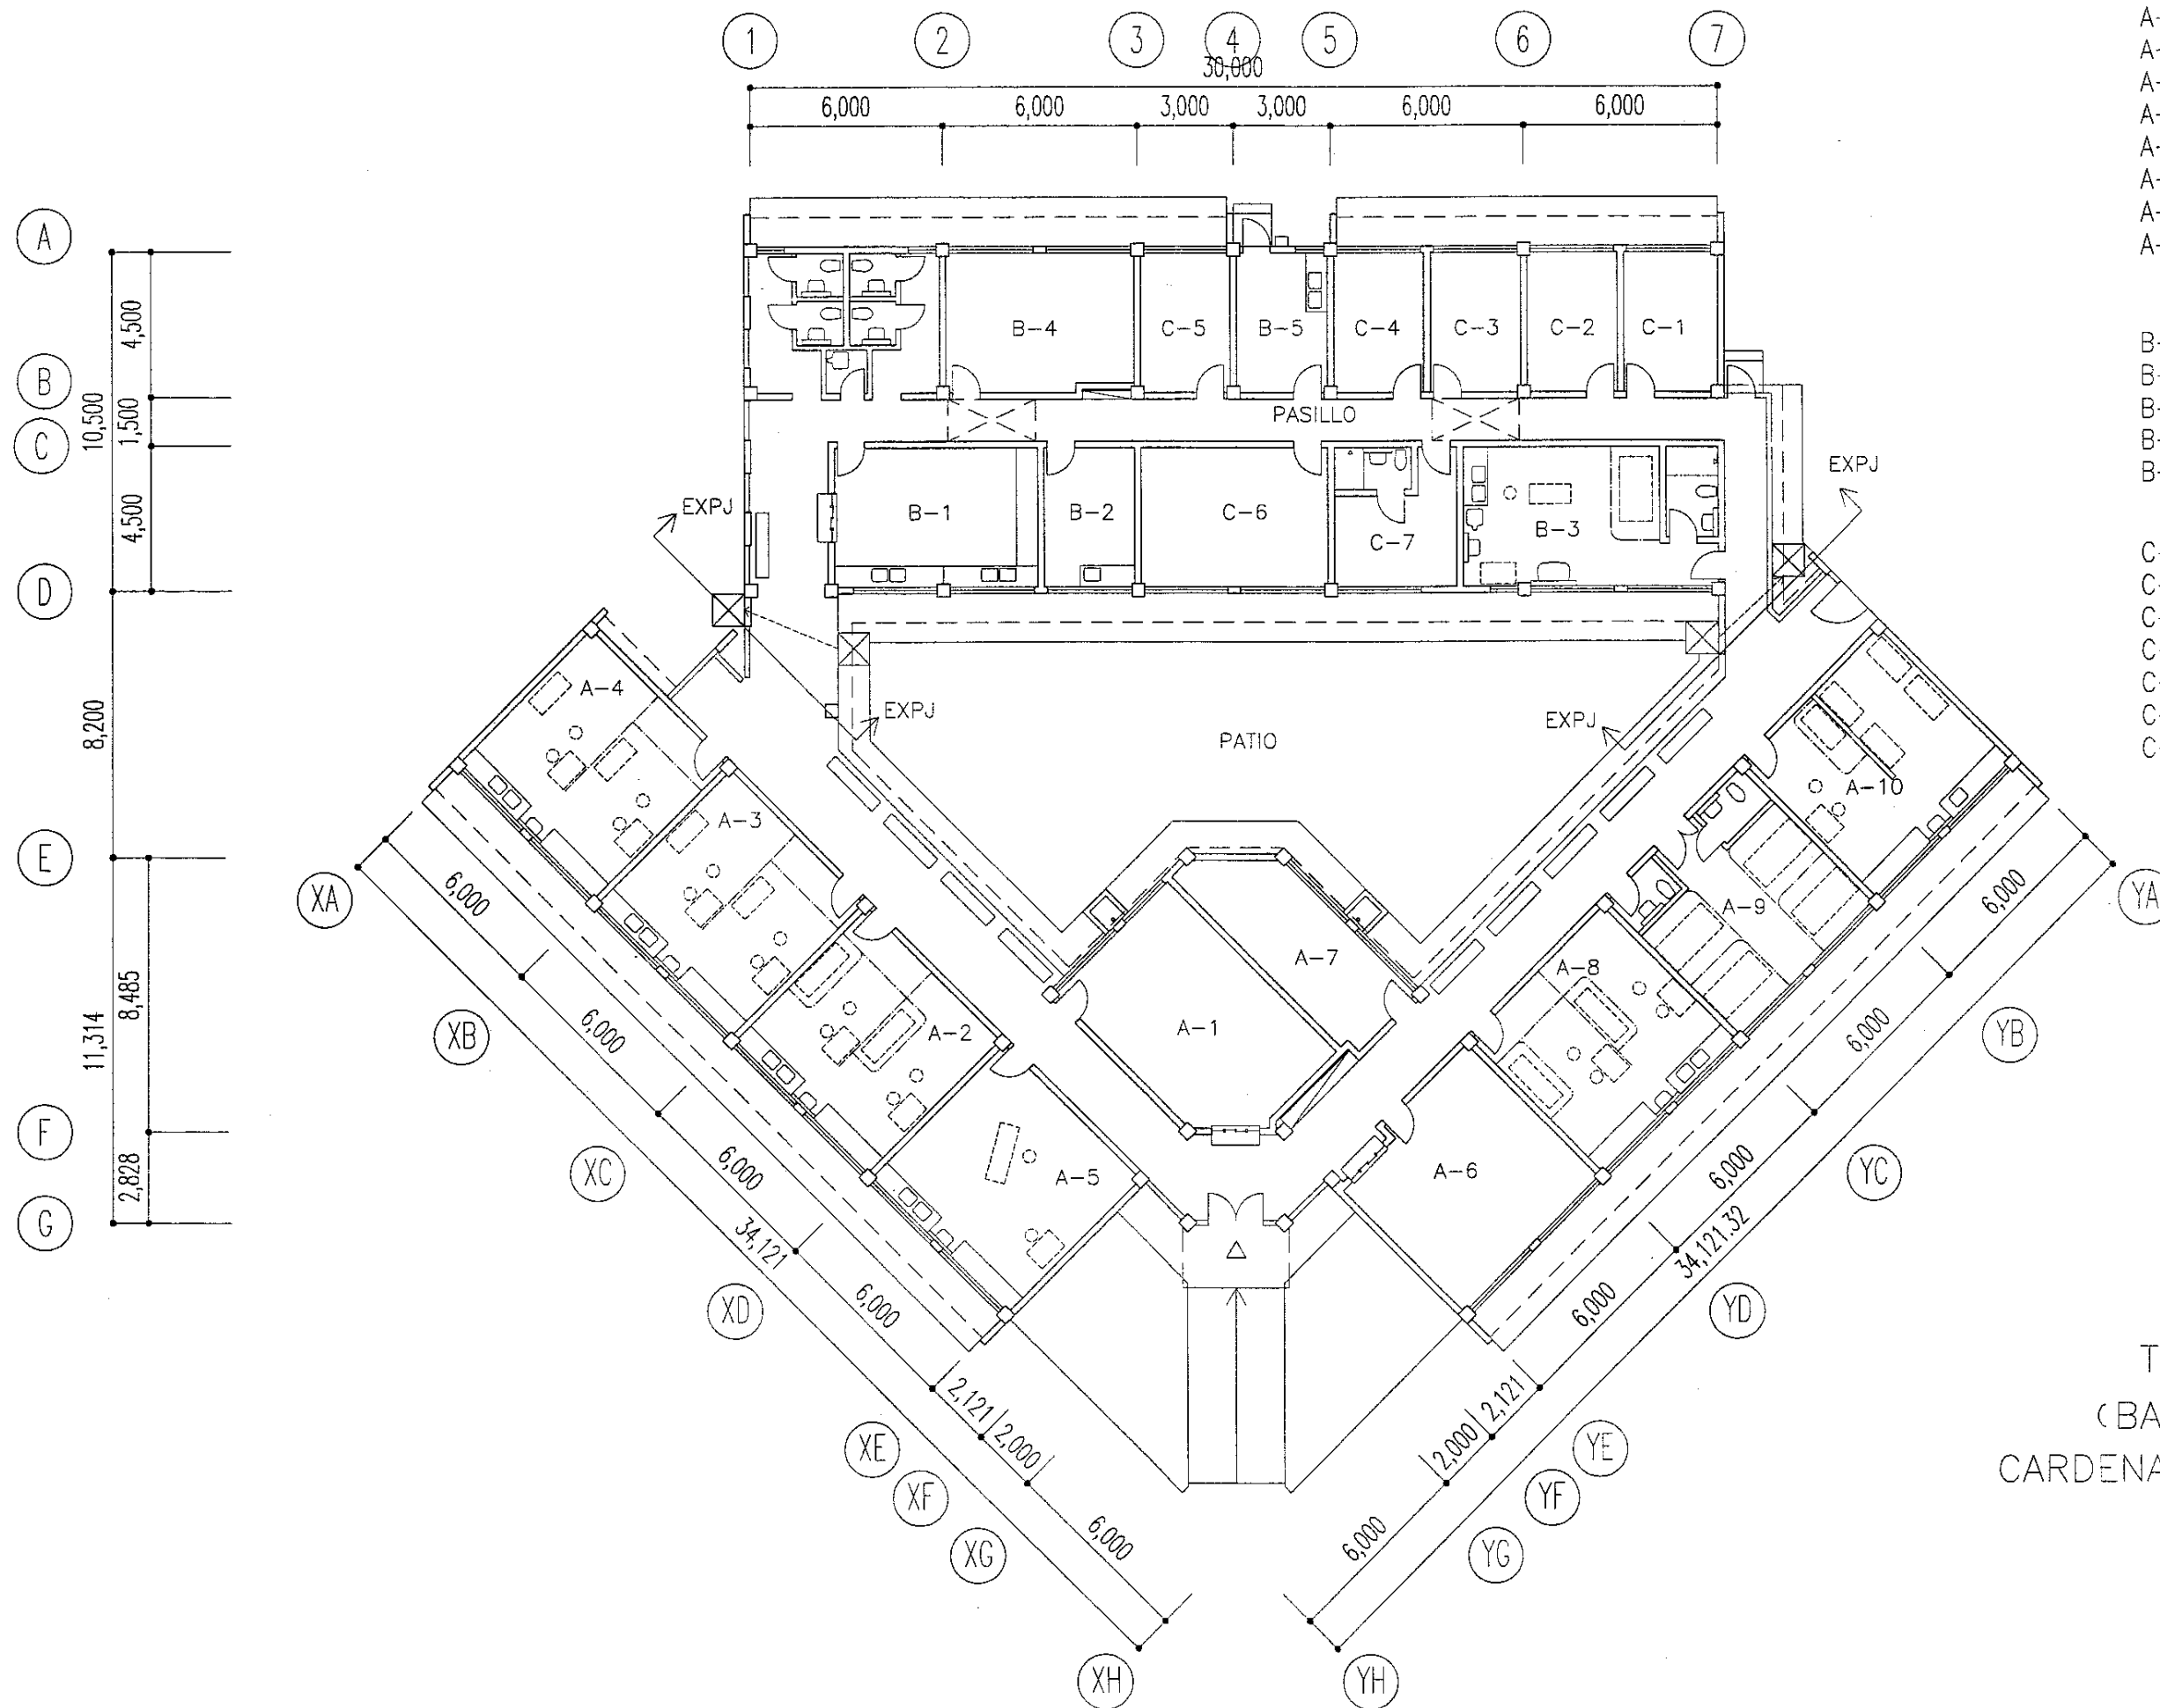 1 2 3 4 5 6 7
30,000
6,000 6,000 3,000 3,000 6,000 6,000
A
B
C
D
E
F
G
4,500
1,500
4,500
10,500
8,200
8,485
11,314
2,828
B-4 C-5 B-5 C-4 C-3 C-2 C-1
PASILLO
B-1 B-2 C-6 C-7 B-3
EXPJ
EXPJ
EXPJ
EXPJ
PATIO
A-4
A-3
A-2
A-5
A-1
A-7
A-6
A-8
A-9
A-10
XA
XB
XC
XD
XE
XF
XG
XH
6,000
6,000
6,000
6,000
2,121
2,000
6,000
34,121
YA
YB
YC
YD
YE
YF
YG
YH
6,000
6,000
6,000
6,000
2,121
2,000
6,000
34,121.32
A-
A-
A-
A-
A-
A-
A-
A-
B-
B-
B-
B-
B-
C-
C-
C-
C-
C-
C-
C-
T
(BA
CARDENA